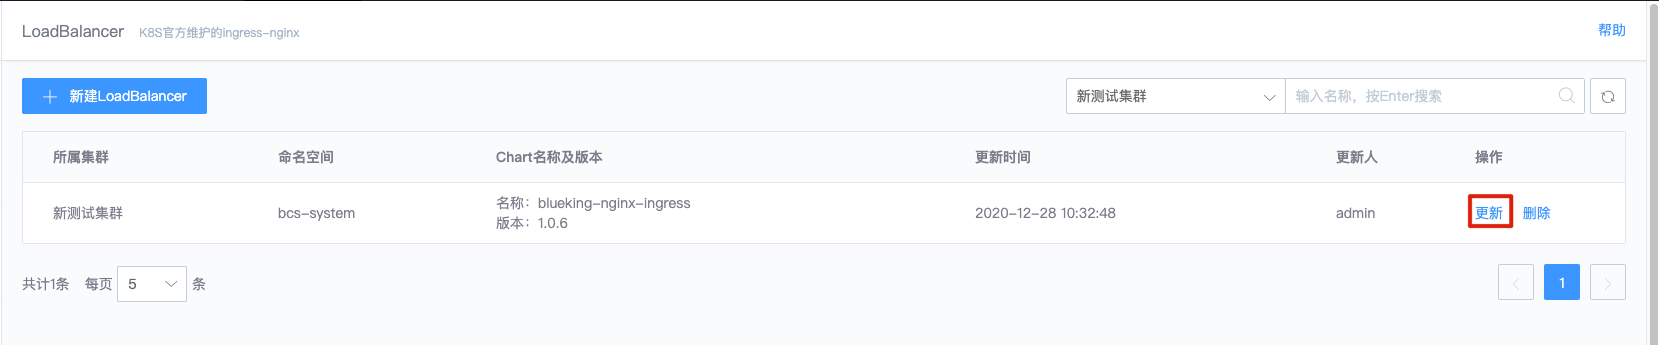 LoadBalancer K8S官方维护的ingress-nginx 帮助
新建LoadBalancer 新测试集群 输入名称，按Enter搜索
所属集群 命名空间 Chart名称及版本 更新时间 更新人 操作
新测试集群 bcs-system 名称：blueking-nginx-ingress 2020-12-28 10:32:48 admin 更新 删除
版本：1.0.6
共计1条 每页 5 条 1